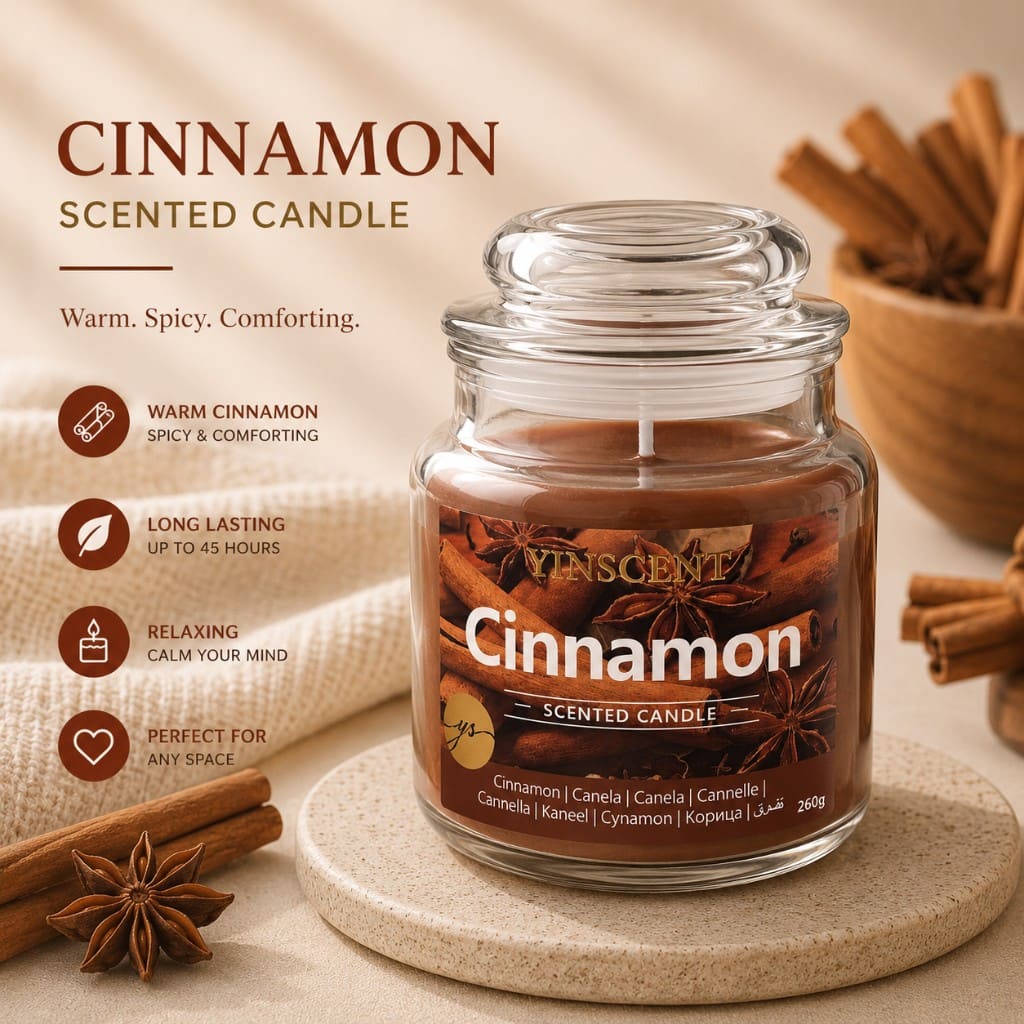 CINNAMON
SCENTED CANDLE
Warm. Spicy. Comforting.
WARM CINNAMON
SPICY & COMFORTING
LONG LASTING
UP TO 45 HOURS
RELAXING
CALM YOUR MIND
PERFECT FOR
ANY SPACE
YINSCENT
Cinnamon
SCENTED CANDLE
ys
Cinnamon | Canela | Canela | Cannelle |
Cannella | Kaneel | Cynamon | Корица | 260g